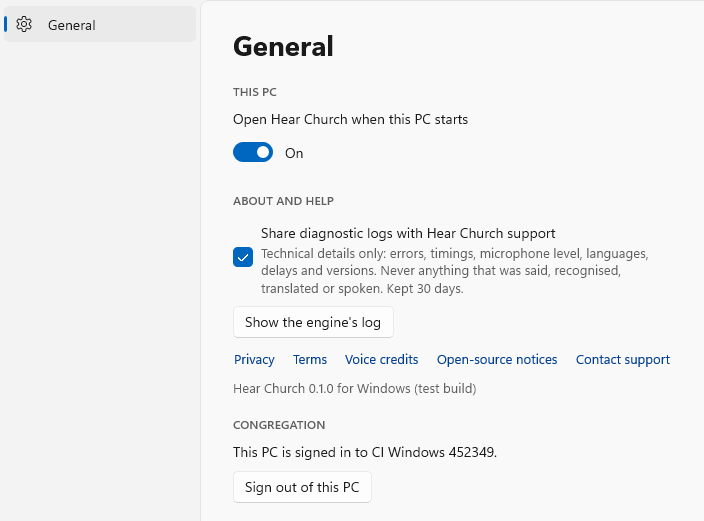 General
General
THIS PC
Open Hear Church when this PC starts
On
ABOUT AND HELP
Share diagnostic logs with Hear Church support
Technical details only: errors, timings, microphone level, languages,
delays and versions. Never anything that was said, recognised,
translated or spoken. Kept 30 days.
Show the engine's log
Privacy Terms Voice credits Open-source notices Contact support
Hear Church 0.1.0 for Windows (test build)
CONGREGATION
This PC is signed in to CI Windows 452349.
Sign out of this PC